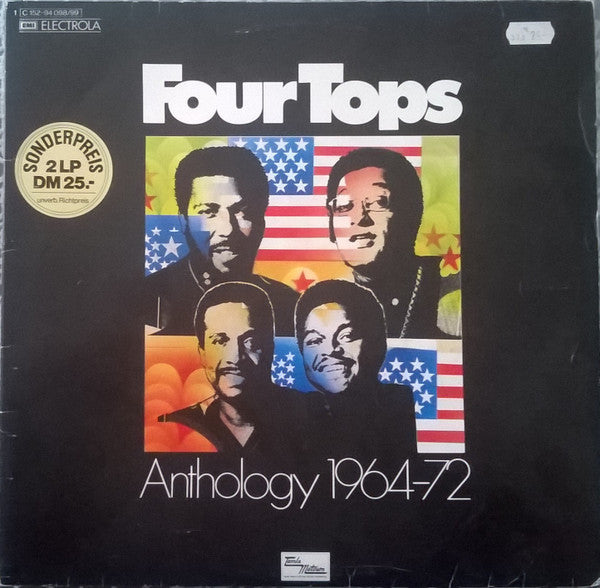 1 C 152-94 098/99
EMI ELECTROLA
Four Tops
SONDERPREIS
2 LP
DM 25.-
unverb. Richtpreis
Anthology 1964-72
Tamla
Motown